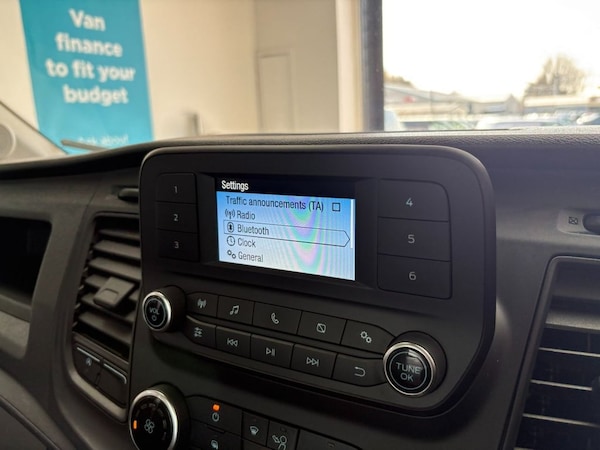 Van
finance
to fit your
budget
Settings
Traffic announcements (TA)
Radio
Bluetooth
Clock
General
1
2
3
4
5
6
VOL
TUNE
OK